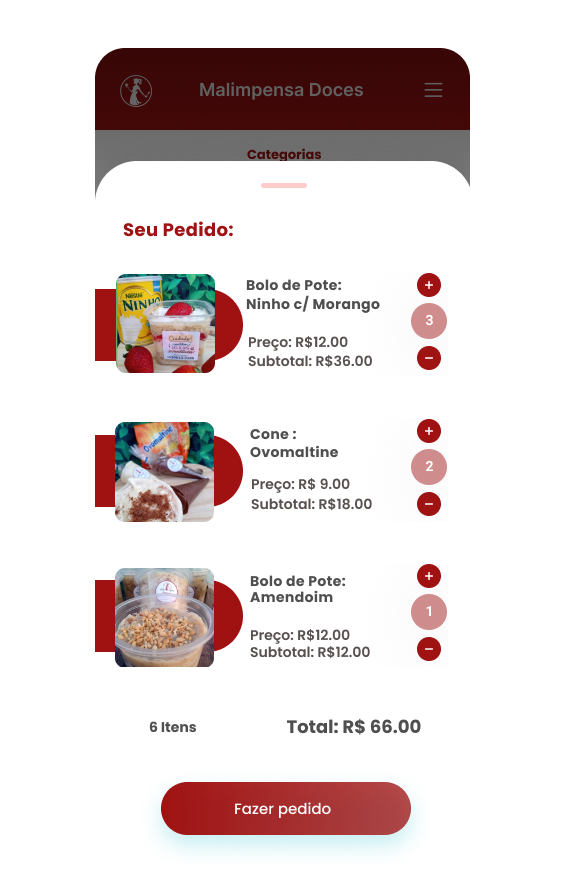 Malimpensa Doces
Categorias
Seu Pedido:
Nestlé
NINHO
Bolo de Pote:
Ninho c/ Morango
Preço: R$12.00
Subtotal: R$36.00
+
3
−
Ovomaltine
Cone :
Ovomaltine
Preço: R$ 9.00
Subtotal: R$18.00
+
2
−
Bolo de Pote:
Amendoim
Preço: R$12.00
Subtotal: R$12.00
+
1
−
6 Itens
Total: R$ 66.00
Fazer pedido